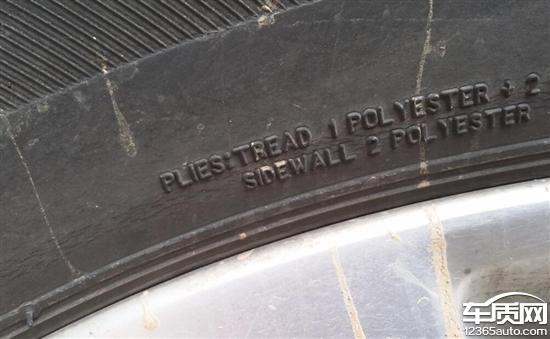 PLIES: TREAD 1 POLYESTER + 2
SIDEWALL 2 POLYESTER
车质网
12365auto.com